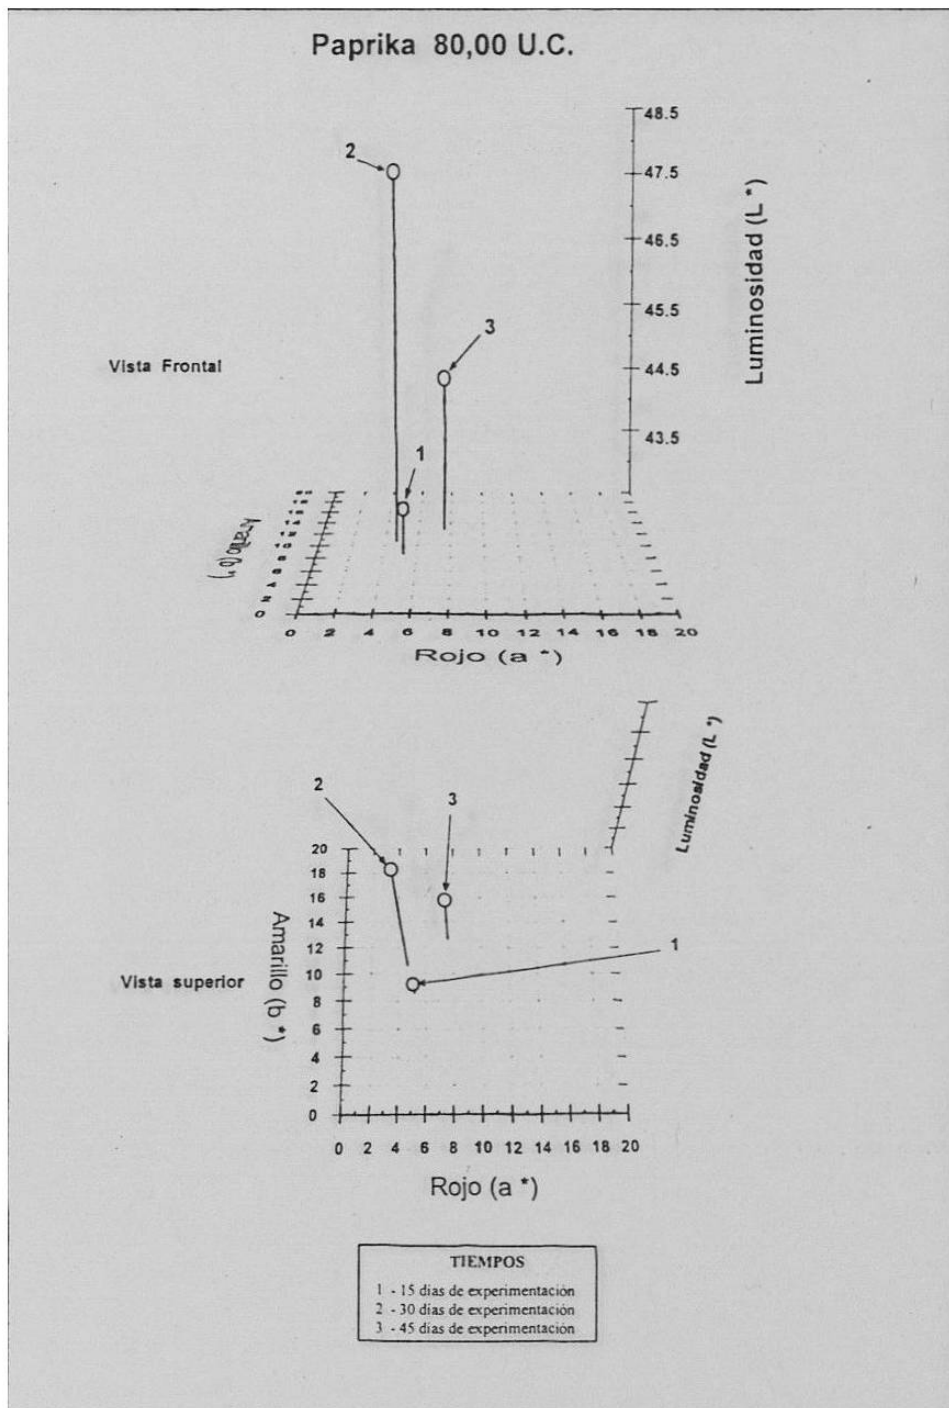 Paprika 80,00 U.C.
48.5
2
47.5
46.5
Luminosidad (L *)
45.5
3
Vista Frontal
44.5
1
43.5
Amarillo (b *)
0
0 2 4 6 8 10 12 14 16 18 20
Rojo (a *)
Luminosidad (L *)
2
3
20
18
16
14
12
10
8
6
4
2
0
Amarillo (b *)
1
Vista superior
0 2 4 6 8 10 12 14 16 18 20
Rojo (a *)
TIEMPOS
1 - 15 días de experimentación
2 - 30 días de experimentación
3 - 45 días de experimentación